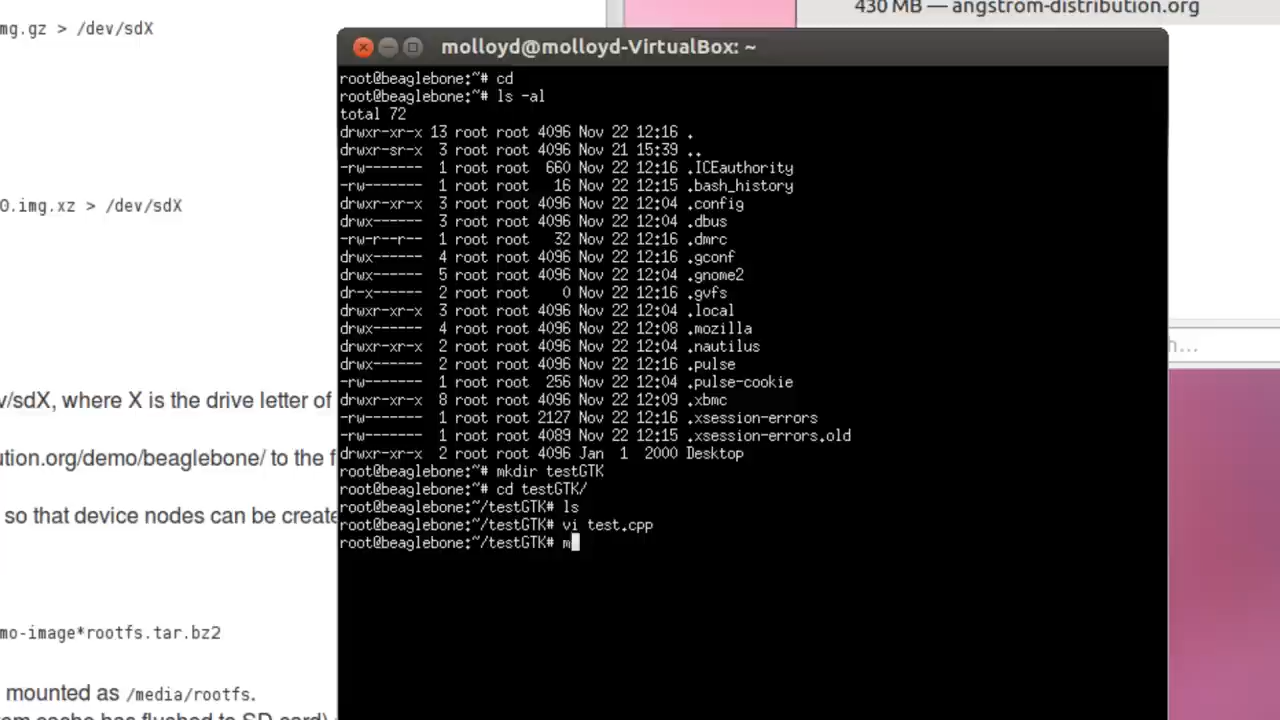 mg.gz > /dev/sdX
430 MB — angstrom-distribution.org
molloyd@molloyd-VirtualBox: ~
root@beaglebone:~# cd
root@beaglebone:~# ls -al
total 72
drwxr-xr-x 13 root root 4096 Nov 22 12:16 .
drwxr-sr-x 3 root root 4096 Nov 21 15:39 ..
-rw------- 1 root root 660 Nov 22 12:16 .ICEauthority
-rw------- 1 root root 16 Nov 22 12:15 .bash_history
drwxr-xr-x 3 root root 4096 Nov 22 12:04 .config
drwx------ 3 root root 4096 Nov 22 12:04 .dbus
-rw-r--r-- 1 root root 32 Nov 22 12:16 .dmrc
drwx------ 4 root root 4096 Nov 22 12:16 .gconf
drwx------ 5 root root 4096 Nov 22 12:04 .gnome2
dr-x------ 2 root root 0 Nov 22 12:16 .gvfs
drwxr-xr-x 3 root root 4096 Nov 22 12:04 .local
drwx------ 4 root root 4096 Nov 22 12:08 .mozilla
drwxr-xr-x 2 root root 4096 Nov 22 12:04 .nautilus
drwx------ 2 root root 4096 Nov 22 12:16 .pulse
-rw------- 1 root root 256 Nov 22 12:04 .pulse-cookie
drwxr-xr-x 8 root root 4096 Nov 22 12:09 .xbmc
-rw------- 1 root root 2127 Nov 22 12:16 .xsession-errors
-rw------- 1 root root 4089 Nov 22 12:15 .xsession-errors.old
drwxr-xr-x 2 root root 4096 Jan 1 2000 Desktop
root@beaglebone:~# mkdir testGTK
root@beaglebone:~# cd testGTK/
root@beaglebone:~/testGTK# ls
root@beaglebone:~/testGTK# vi test.cpp
root@beaglebone:~/testGTK# m
0.img.xz > /dev/sdX
v/sdX, where X is the drive letter of
ution.org/demo/beaglebone/ to the f
so that device nodes can be create
mo-image*rootfs.tar.bz2
mounted as /media/rootfs.
om cache has flushed to SD card)
h...